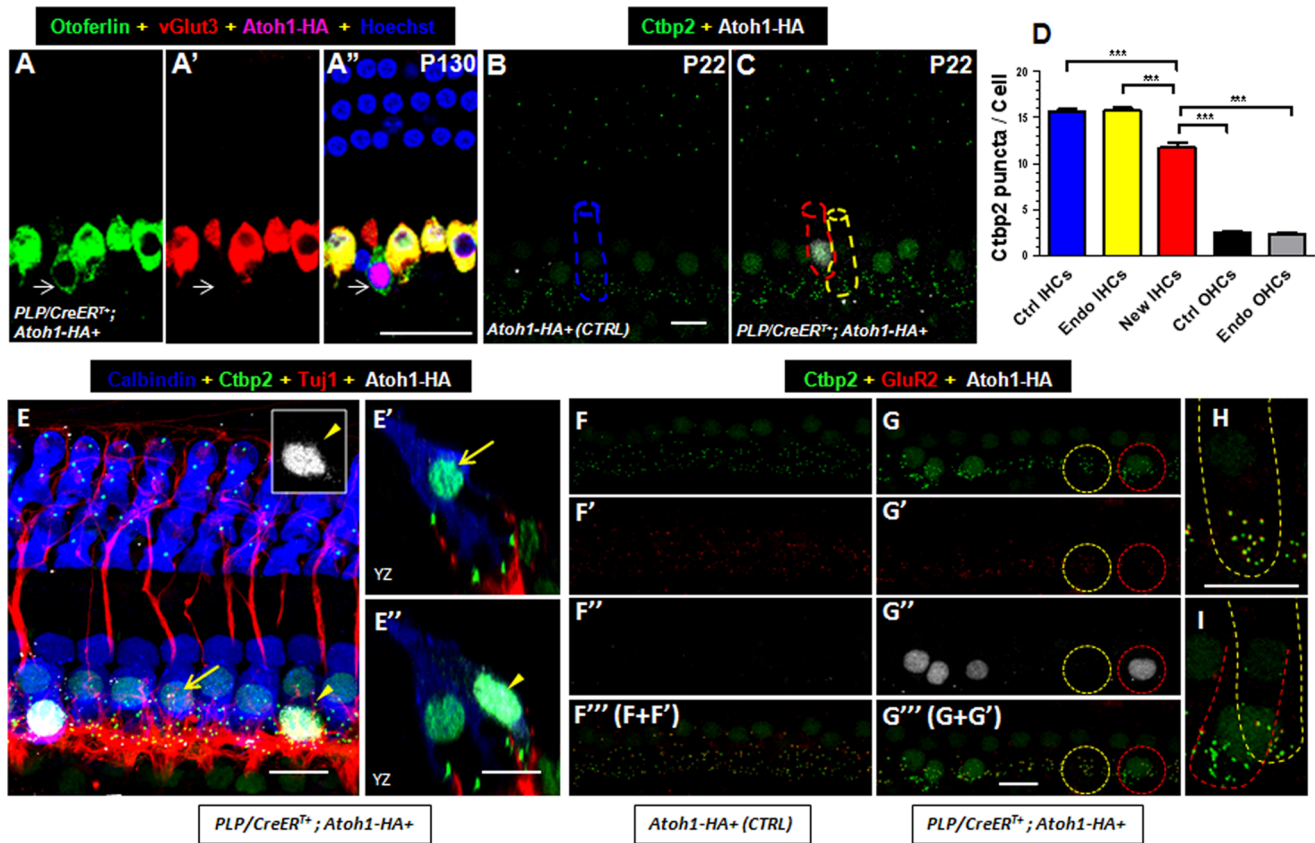 Otoferlin + vGlut3 + Atoh1-HA + Hoechst
Ctbp2 + Atoh1-HA
A
PLP/CreER^T+;
Atoh1-HA+
A'
A''
P130
B
P22
Atoh1-HA+ (CTRL)
C
P22
PLP/CreER^T+; Atoh1-HA+
D
Ctbp2 puncta / Cell
20
15
10
5
0
***
***
***
***
Ctrl IHCs
Endo IHCs
New IHCs
Ctrl OHCs
Endo OHCs
Calbindin + Ctbp2 + Tuj1 + Atoh1-HA
E
E'
YZ
E''
YZ
PLP/CreER^T+; Atoh1-HA+
Ctbp2 + GluR2 + Atoh1-HA
F
F'
F''
F''' (F+F')
G
G'
G''
G''' (G+G')
H
I
Atoh1-HA+ (CTRL)
PLP/CreER^T+; Atoh1-HA+